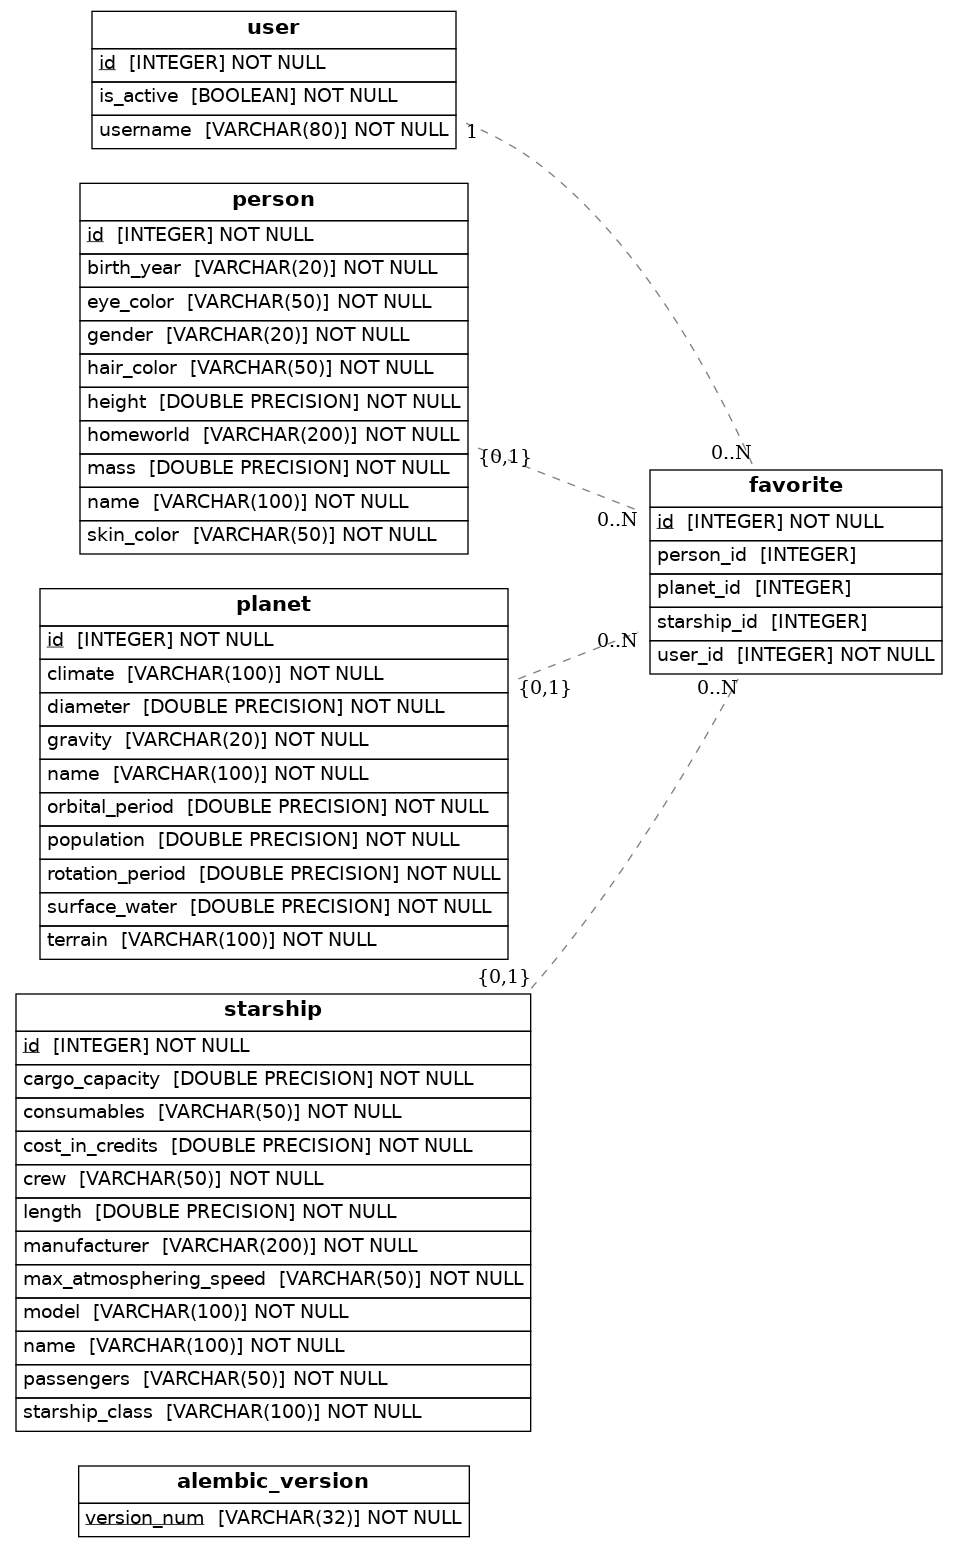 user
id [INTEGER] NOT NULL
is_active [BOOLEAN] NOT NULL
username [VARCHAR(80)] NOT NULL
1
person
id [INTEGER] NOT NULL
birth_year [VARCHAR(20)] NOT NULL
eye_color [VARCHAR(50)] NOT NULL
gender [VARCHAR(20)] NOT NULL
hair_color [VARCHAR(50)] NOT NULL
height [DOUBLE PRECISION] NOT NULL
homeworld [VARCHAR(200)] NOT NULL
mass [DOUBLE PRECISION] NOT NULL
name [VARCHAR(100)] NOT NULL
skin_color [VARCHAR(50)] NOT NULL
{0,1}
0..N
0..N
favorite
id [INTEGER] NOT NULL
person_id [INTEGER]
planet_id [INTEGER]
starship_id [INTEGER]
user_id [INTEGER] NOT NULL
0..N
0..N
planet
id [INTEGER] NOT NULL
climate [VARCHAR(100)] NOT NULL
diameter [DOUBLE PRECISION] NOT NULL
gravity [VARCHAR(20)] NOT NULL
name [VARCHAR(100)] NOT NULL
orbital_period [DOUBLE PRECISION] NOT NULL
population [DOUBLE PRECISION] NOT NULL
rotation_period [DOUBLE PRECISION] NOT NULL
surface_water [DOUBLE PRECISION] NOT NULL
terrain [VARCHAR(100)] NOT NULL
{0,1}
{0,1}
starship
id [INTEGER] NOT NULL
cargo_capacity [DOUBLE PRECISION] NOT NULL
consumables [VARCHAR(50)] NOT NULL
cost_in_credits [DOUBLE PRECISION] NOT NULL
crew [VARCHAR(50)] NOT NULL
length [DOUBLE PRECISION] NOT NULL
manufacturer [VARCHAR(200)] NOT NULL
max_atmosphering_speed [VARCHAR(50)] NOT NULL
model [VARCHAR(100)] NOT NULL
name [VARCHAR(100)] NOT NULL
passengers [VARCHAR(50)] NOT NULL
starship_class [VARCHAR(100)] NOT NULL
alembic_version
version_num [VARCHAR(32)] NOT NULL